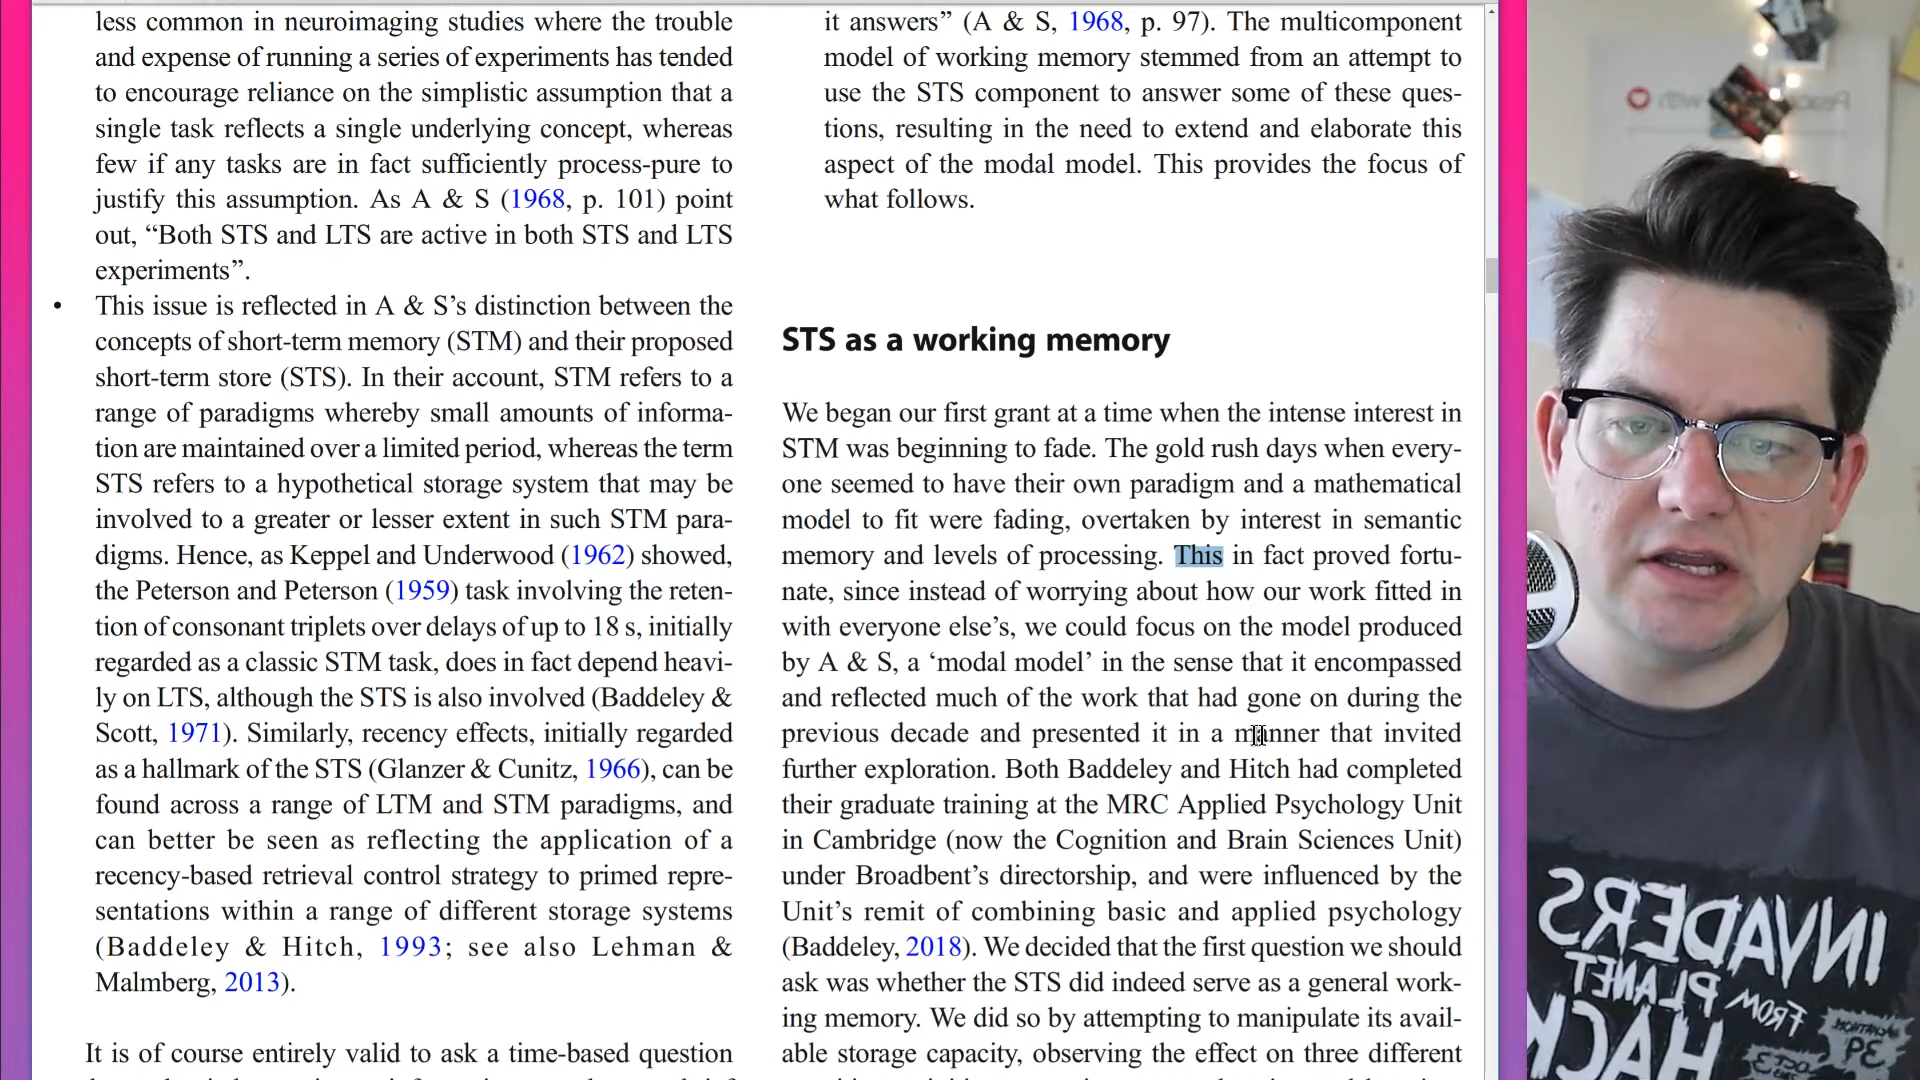 less common in neuroimaging studies where the trouble
and expense of running a series of experiments has tended
to encourage reliance on the simplistic assumption that a
single task reflects a single underlying concept, whereas
few if any tasks are in fact sufficiently process-pure to
justify this assumption. As A & S (1968, p. 101) point
out, “Both STS and LTS are active in both STS and LTS
experiments”.
• This issue is reflected in A & S’s distinction between the
concepts of short-term memory (STM) and their proposed
short-term store (STS). In their account, STM refers to a
range of paradigms whereby small amounts of informa-
tion are maintained over a limited period, whereas the term
STS refers to a hypothetical storage system that may be
involved to a greater or lesser extent in such STM para-
digms. Hence, as Keppel and Underwood (1962) showed,
the Peterson and Peterson (1959) task involving the reten-
tion of consonant triplets over delays of up to 18 s, initially
regarded as a classic STM task, does in fact depend heavi-
ly on LTS, although the STS is also involved (Baddeley &
Scott, 1971). Similarly, recency effects, initially regarded
as a hallmark of the STS (Glanzer & Cunitz, 1966), can be
found across a range of LTM and STM paradigms, and
can better be seen as reflecting the application of a
recency-based retrieval control strategy to primed repre-
sentations within a range of different storage systems
(Baddeley & Hitch, 1993; see also Lehman &
Malmberg, 2013).
It is of course entirely valid to ask a time-based question
it answers” (A & S, 1968, p. 97). The multicomponent
model of working memory stemmed from an attempt to
use the STS component to answer some of these ques-
tions, resulting in the need to extend and elaborate this
aspect of the modal model. This provides the focus of
what follows.
STS as a working memory
We began our first grant at a time when the intense interest in
STM was beginning to fade. The gold rush days when every-
one seemed to have their own paradigm and a mathematical
model to fit were fading, overtaken by interest in semantic
memory and levels of processing. This in fact proved fortu-
nate, since instead of worrying about how our work fitted in
with everyone else’s, we could focus on the model produced
by A & S, a ‘modal model’ in the sense that it encompassed
and reflected much of the work that had gone on during the
previous decade and presented it in a manner that invited
further exploration. Both Baddeley and Hitch had completed
their graduate training at the MRC Applied Psychology Unit
in Cambridge (now the Cognition and Brain Sciences Unit)
under Broadbent’s directorship, and were influenced by the
Unit’s remit of combining basic and applied psychology
(Baddeley, 2018). We decided that the first question we should
ask was whether the STS did indeed serve as a general work-
ing memory. We did so by attempting to manipulate its avail-
able storage capacity, observing the effect on three different
INVADERS
FROM PLANET
HACK